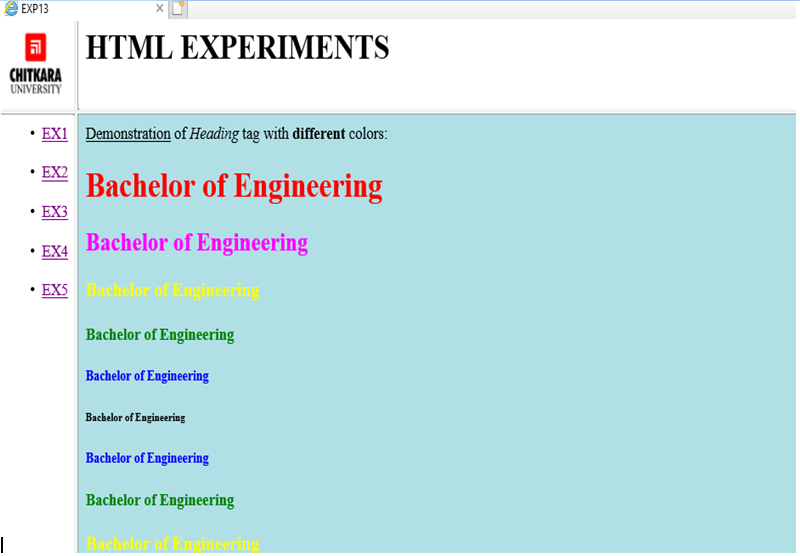 EXP13
CHITKARA
UNIVERSITY
HTML EXPERIMENTS
• EX1
• EX2
• EX3
• EX4
• EX5
Demonstration of Heading tag with different colors:
Bachelor of Engineering
Bachelor of Engineering
Bachelor of Engineering
Bachelor of Engineering
Bachelor of Engineering
Bachelor of Engineering
Bachelor of Engineering
Bachelor of Engineering
Bachelor of Engineering